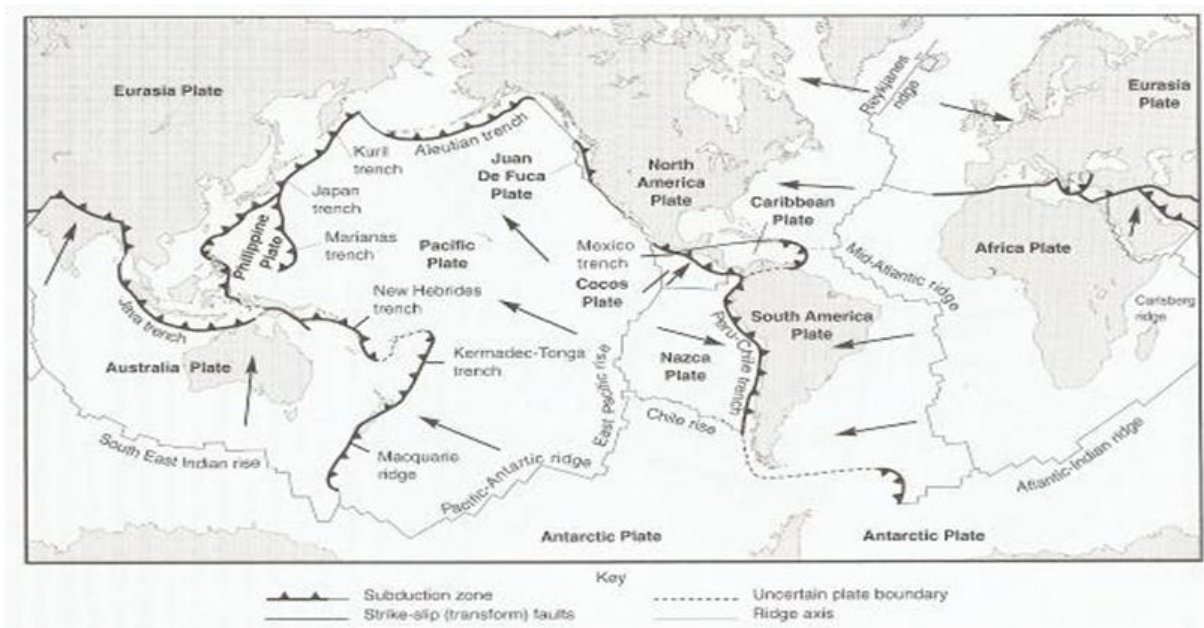 Eurasia Plate
Reykjanes
ridge
Eurasia
Plate
Aleutian trench
Kuril
trench
Juan
De Fuca
Plate
North
America
Plate
Japan
trench
Caribbean
Plate
Phillippine
Plate
Marianas
trench
Pacific
Plate
Mexico
trench
Cocos
Plate
Africa Plate
Mid-Atlantic
ridge
New Hebrides
trench
Java trench
South America
Plate
Carlsberg
ridge
Peru-Chile trench
Kermadec-Tonga
trench
Australia Plate
Nazca
Plate
East Pacific rise
Chile rise
South East Indian rise
Macquarie
ridge
Pacific-Antartic ridge
Atlantic-Indian ridge
Antarctic Plate
Antarctic Plate
Key
Subduction zone
Uncertain plate boundary
Strike-slip (transform) faults
Ridge axis